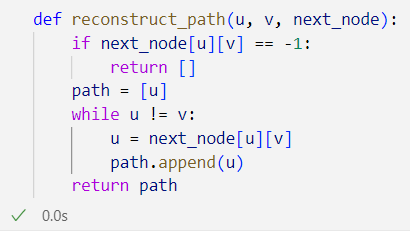 def reconstruct_path(u, v, next_node):
    if next_node[u][v] == -1:
        return []
    path = [u]
    while u != v:
        u = next_node[u][v]
        path.append(u)
    return path
0.0s